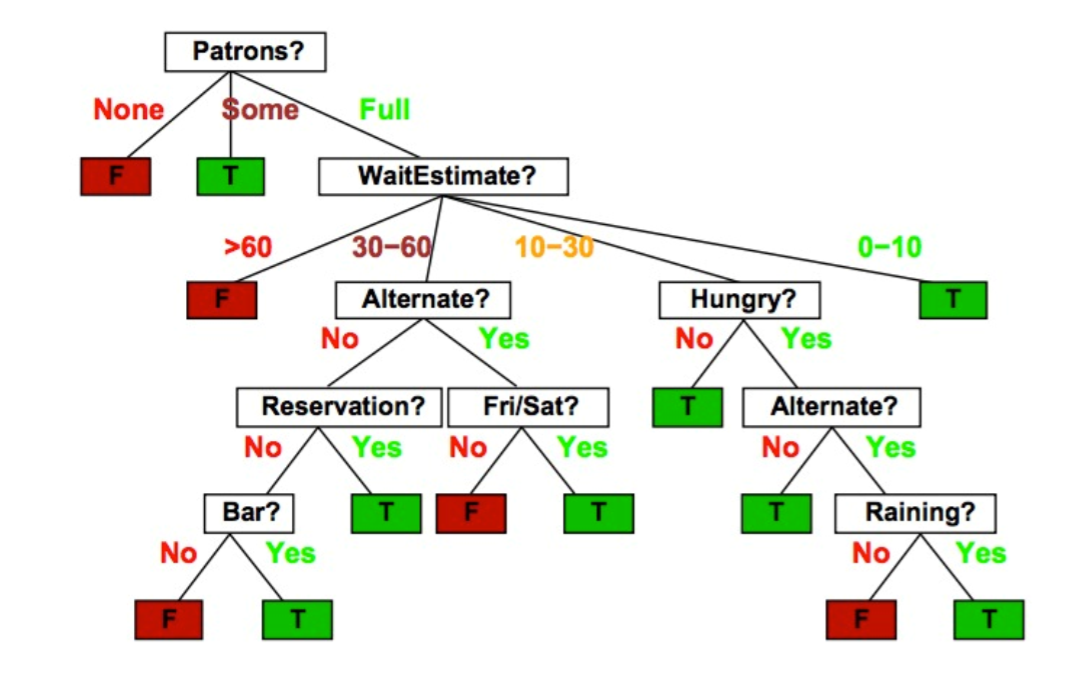 Patrons?
None Some Full
F T WaitEstimate?
>60 30−60 10−30 0−10
F Alternate? Hungry? T
No Yes No Yes
Reservation? Fri/Sat? T Alternate?
No Yes No Yes No Yes
Bar? T F T T Raining?
No Yes No Yes
F T F T